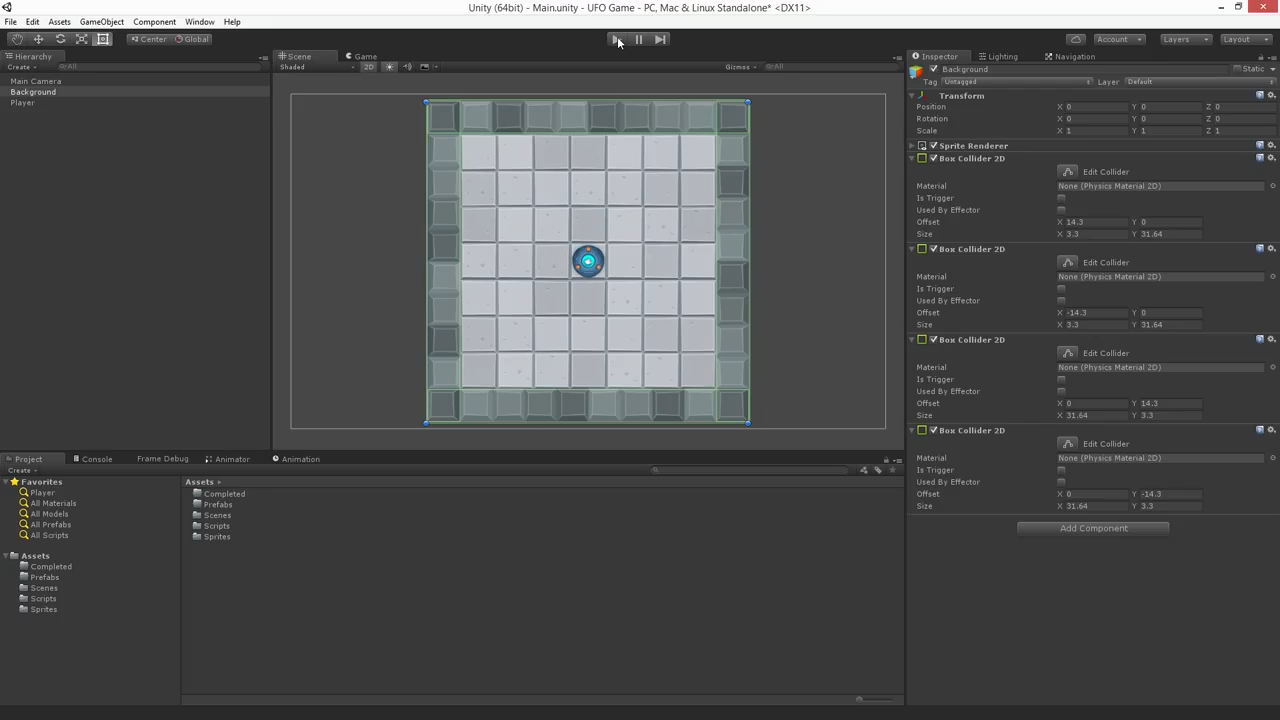 Unity (64bit) - Main.unity - UFO Game - PC, Mac & Linux Standalone* <DX11>
File Edit Assets GameObject Component Window Help
Center Global Account Layers Layout
Hierarchy
Create All
Main Camera
Background
Player
Scene Game
Shaded 2D Gizmos All
Inspector Lighting Navigation
Background Static
Tag Untagged Layer Default
Transform
Position X 0 Y 0 Z 0
Rotation X 0 Y 0 Z 0
Scale X 1 Y 1 Z 1
Sprite Renderer
Box Collider 2D
Edit Collider
Material None (Physics Material 2D)
Is Trigger
Used By Effector
Offset X 14.3 Y 0
Size X 3.3 Y 31.64
Box Collider 2D
Edit Collider
Material None (Physics Material 2D)
Is Trigger
Used By Effector
Offset X -14.3 Y 0
Size X 3.3 Y 31.64
Box Collider 2D
Edit Collider
Material None (Physics Material 2D)
Is Trigger
Used By Effector
Offset X 0 Y 14.3
Size X 31.64 Y 3.3
Box Collider 2D
Edit Collider
Material None (Physics Material 2D)
Is Trigger
Used By Effector
Offset X 0 Y -14.3
Size X 31.64 Y 3.3
Add Component
Project Console Frame Debug Animator Animation
Create
Favorites
Player
All Materials
All Models
All Prefabs
All Scripts
Assets
Completed
Prefabs
Scenes
Scripts
Sprites
Assets
Completed
Prefabs
Scenes
Scripts
Sprites